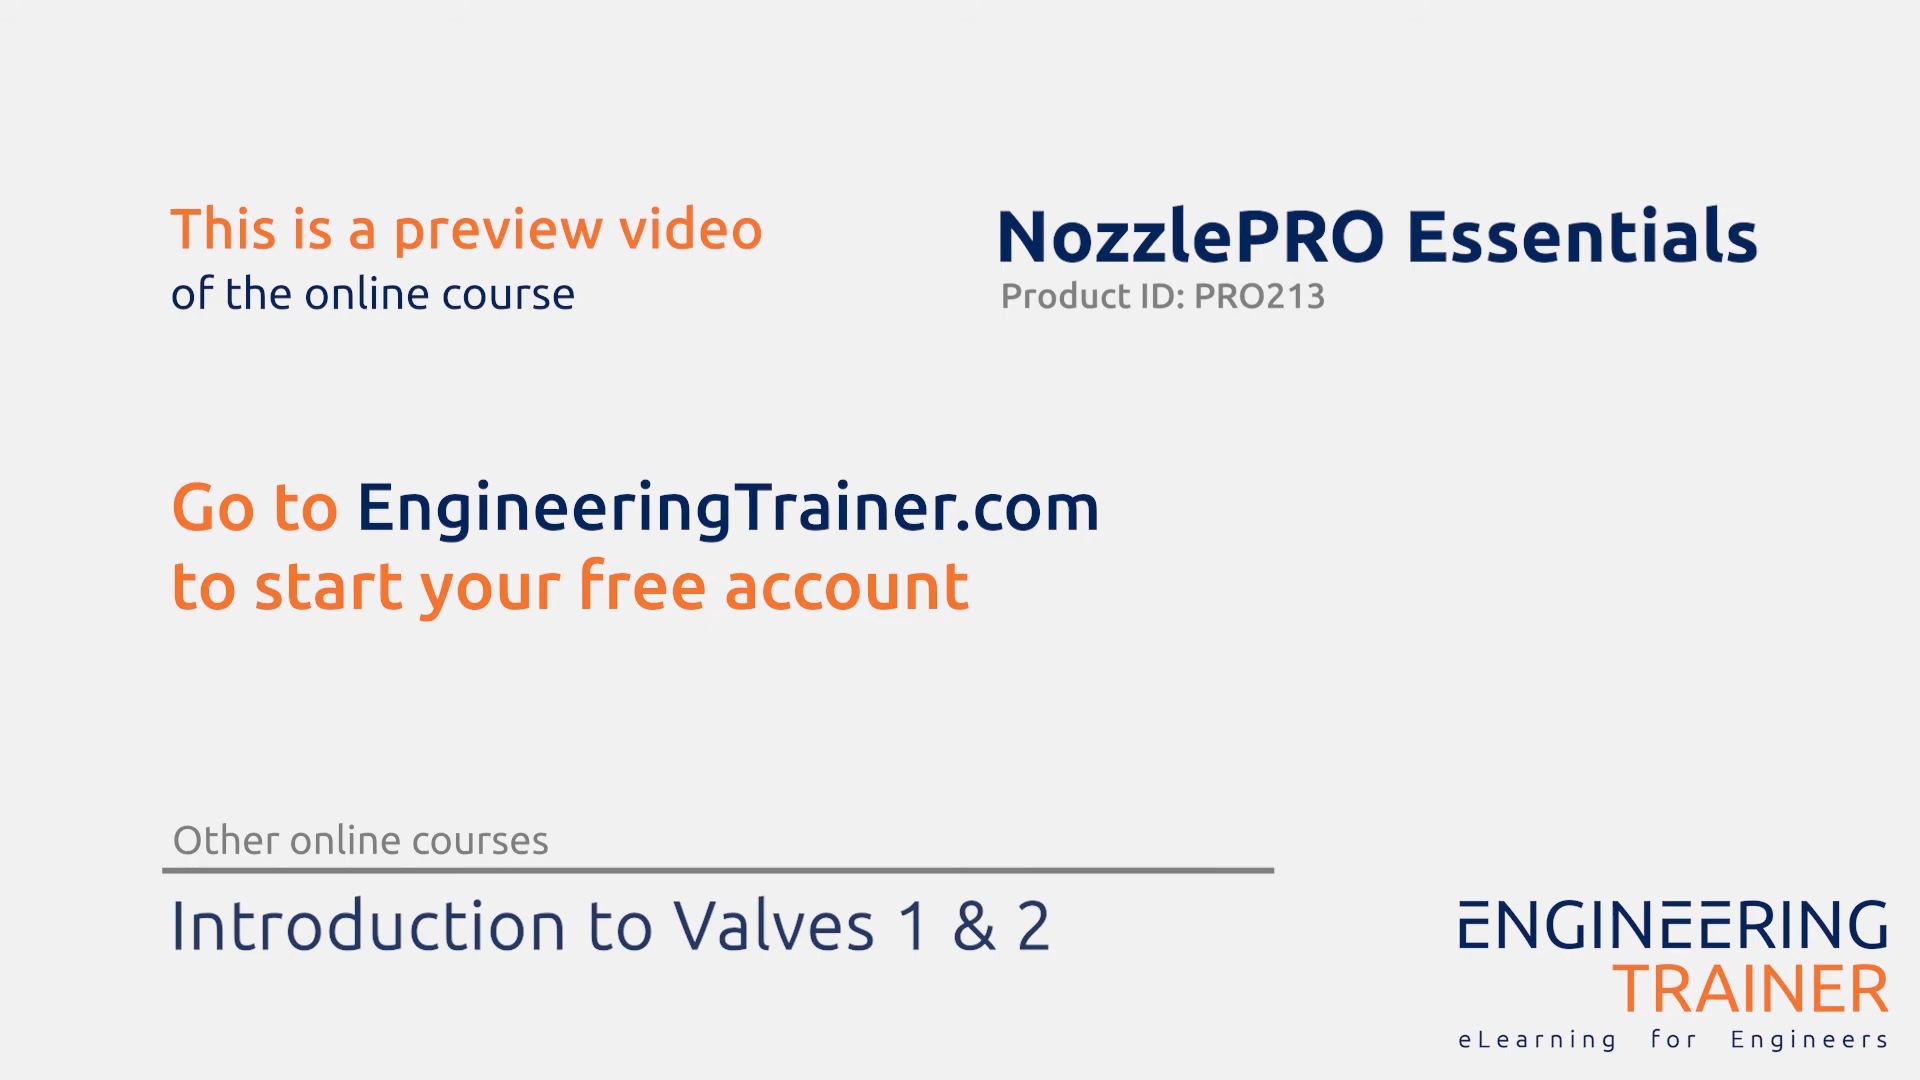 This is a preview video
of the online course
NozzlePRO Essentials
Product ID: PRO213
Go to EngineeringTrainer.com
to start your free account
Other online courses
Introduction to Valves 1 & 2
ENGINEERING
TRAINER
eLearning for Engineers